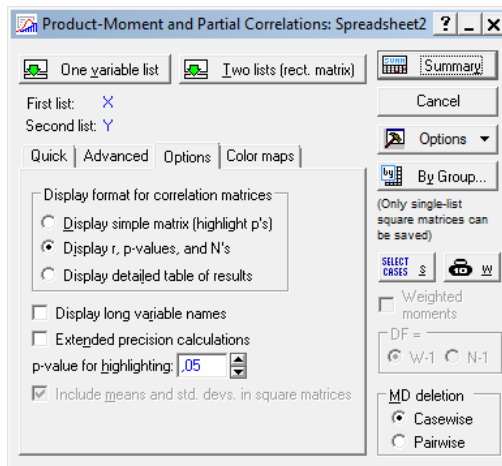 Product-Moment and Partial Correlations: Spreadsheet2 ? _ X
One variable list
Two lists (rect. matrix)
SUMM Summary
First list: X
Second list: Y
Cancel
Quick Advanced Options Color maps
Options
by By Group...
(Only single-list
square matrices can
be saved)
Display format for correlation matrices
Display simple matrix (highlight p's)
Display r, p-values, and N's
Display detailed table of results
SELECT
CASES S
W
Display long variable names
Extended precision calculations
p-value for highlighting: ,05
Include means and std. devs. in square matrices
Weighted
moments
DF =
W-1 N-1
MD deletion
Casewise
Pairwise